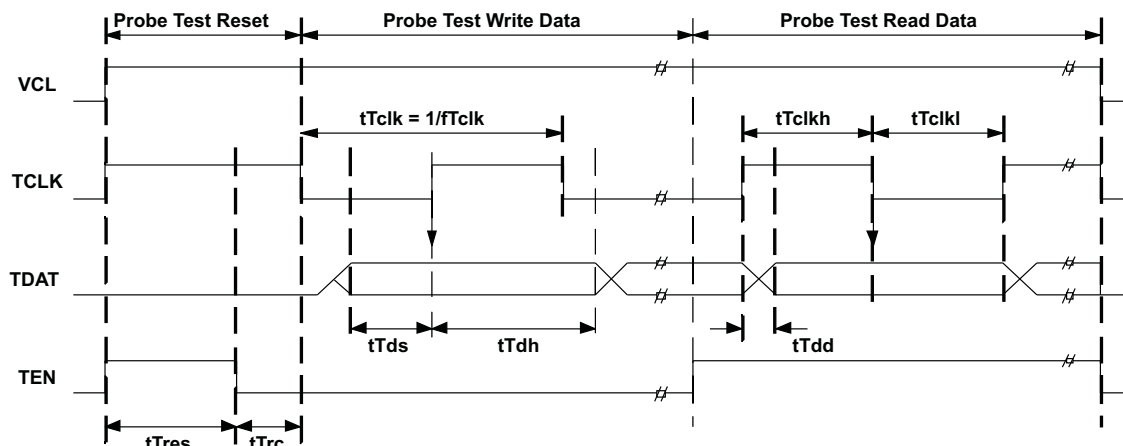 Probe Test Reset Probe Test Write Data Probe Test Read Data
VCL
tTclk = 1/fTclk tTclkh tTclkl
TCLK
TDAT
tTds tTdh tTdd
TEN
tTres tTrc